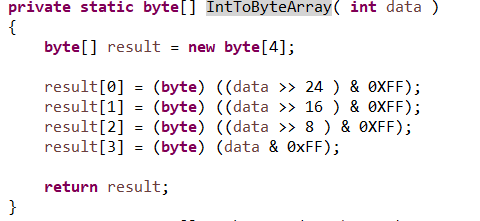 private static byte[] IntToByteArray( int data )
{
    byte[] result = new byte[4];

    result[0] = (byte) ((data >> 24 ) & 0XFF);
    result[1] = (byte) ((data >> 16 ) & 0XFF);
    result[2] = (byte) ((data >> 8 ) & 0XFF);
    result[3] = (byte) (data & 0xFF);

    return result;
}